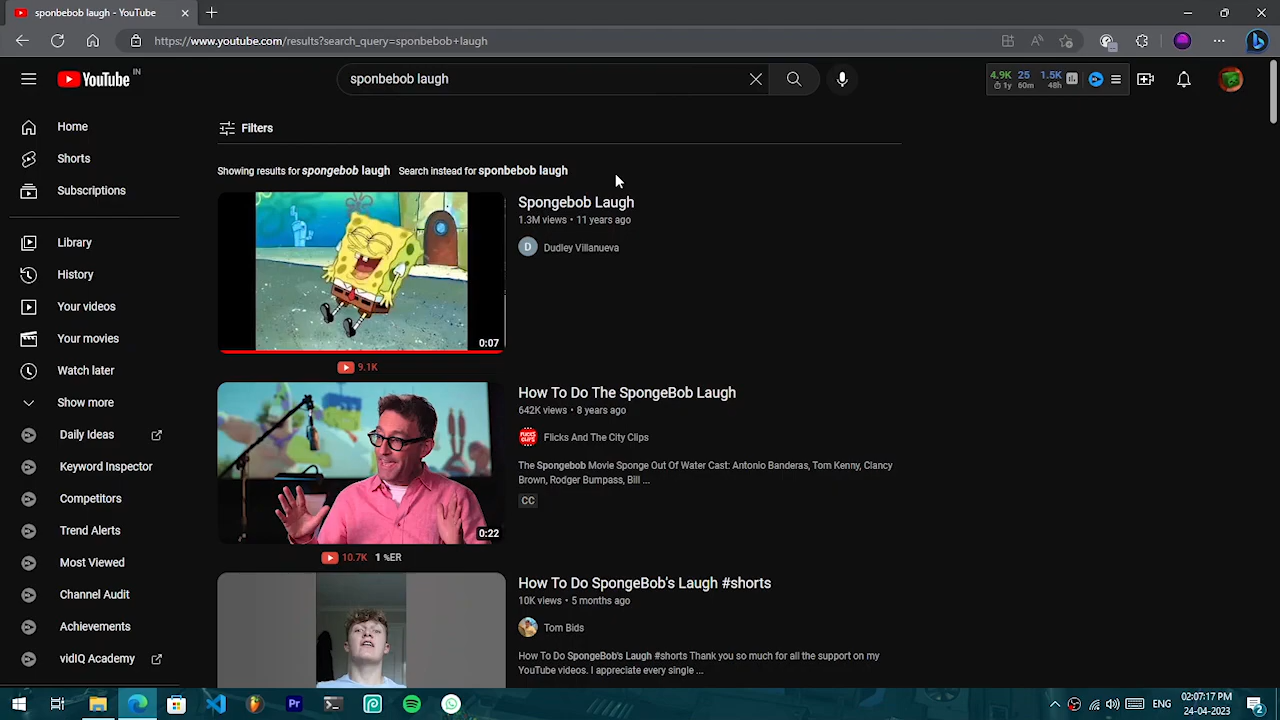 sponbebob laugh - YouTube
https://www.youtube.com/results?search_query=sponbebob+laugh
YouTube IN
sponbebob laugh
4.9K 25 1.5K
1y 60m 48h
Home
Shorts
Subscriptions
Library
History
Your videos
Your movies
Watch later
Show more
Daily Ideas
Keyword Inspector
Competitors
Trend Alerts
Most Viewed
Channel Audit
Achievements
vidIQ Academy
Filters
Showing results for spongebob laugh Search instead for sponbebob laugh
0:07
Spongebob Laugh
1.3M views • 11 years ago
D Dudley Villanueva
9.1K
0:22
How To Do The SpongeBob Laugh
642K views • 8 years ago
Flicks And The City Clips
The Spongebob Movie Sponge Out Of Water Cast: Antonio Banderas, Tom Kenny, Clancy
Brown, Rodger Bumpass, Bill ...
CC
10.7K 1 %ER
How To Do SpongeBob's Laugh #shorts
10K views • 5 months ago
Tom Bids
How To Do SpongeBob's Laugh #shorts Thank you so much for all the support on my
YouTube videos. I appreciate every single ...
Pr
ENG
02:07:17 PM
24-04-2023
2